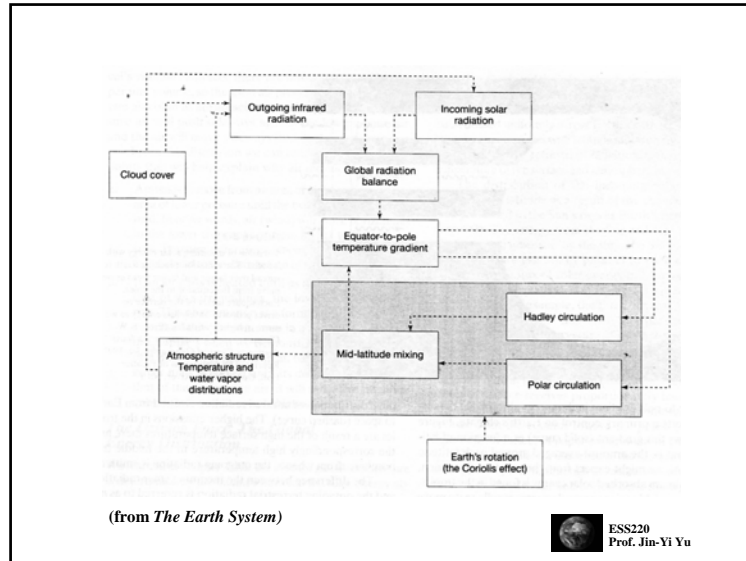 Outgoing infrared
radiation
Incoming solar
radiation
Cloud cover
Global radiation
balance
Equator-to-pole
temperature gradient
Hadley circulation
Mid-latitude mixing
Atmospheric structure
Temperature and
water vapor
distributions
Polar circulation
Earth's rotation
(the Coriolis effect)
(from The Earth System)
ESS220
Prof. Jin-Yi Yu